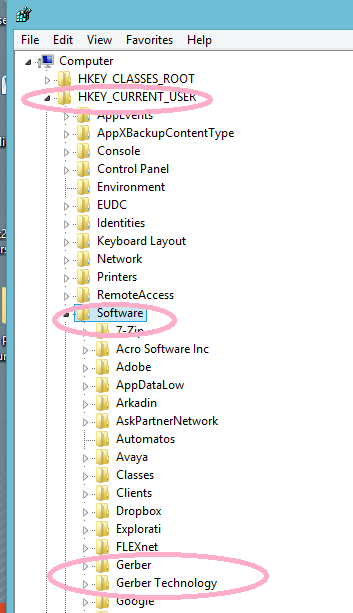 File Edit View Favorites Help
Computer
HKEY_CLASSES_ROOT
HKEY_CURRENT_USER
AppEvents
AppXBackupContentType
Console
Control Panel
Environment
EUDC
Identities
Keyboard Layout
Network
Printers
RemoteAccess
Software
7-Zip
Acro Software Inc
Adobe
AppDataLow
Arkadin
AskPartnerNetwork
Automatos
Avaya
Classes
Clients
Dropbox
Explorati
FLEXnet
Gerber
Gerber Technology
Google